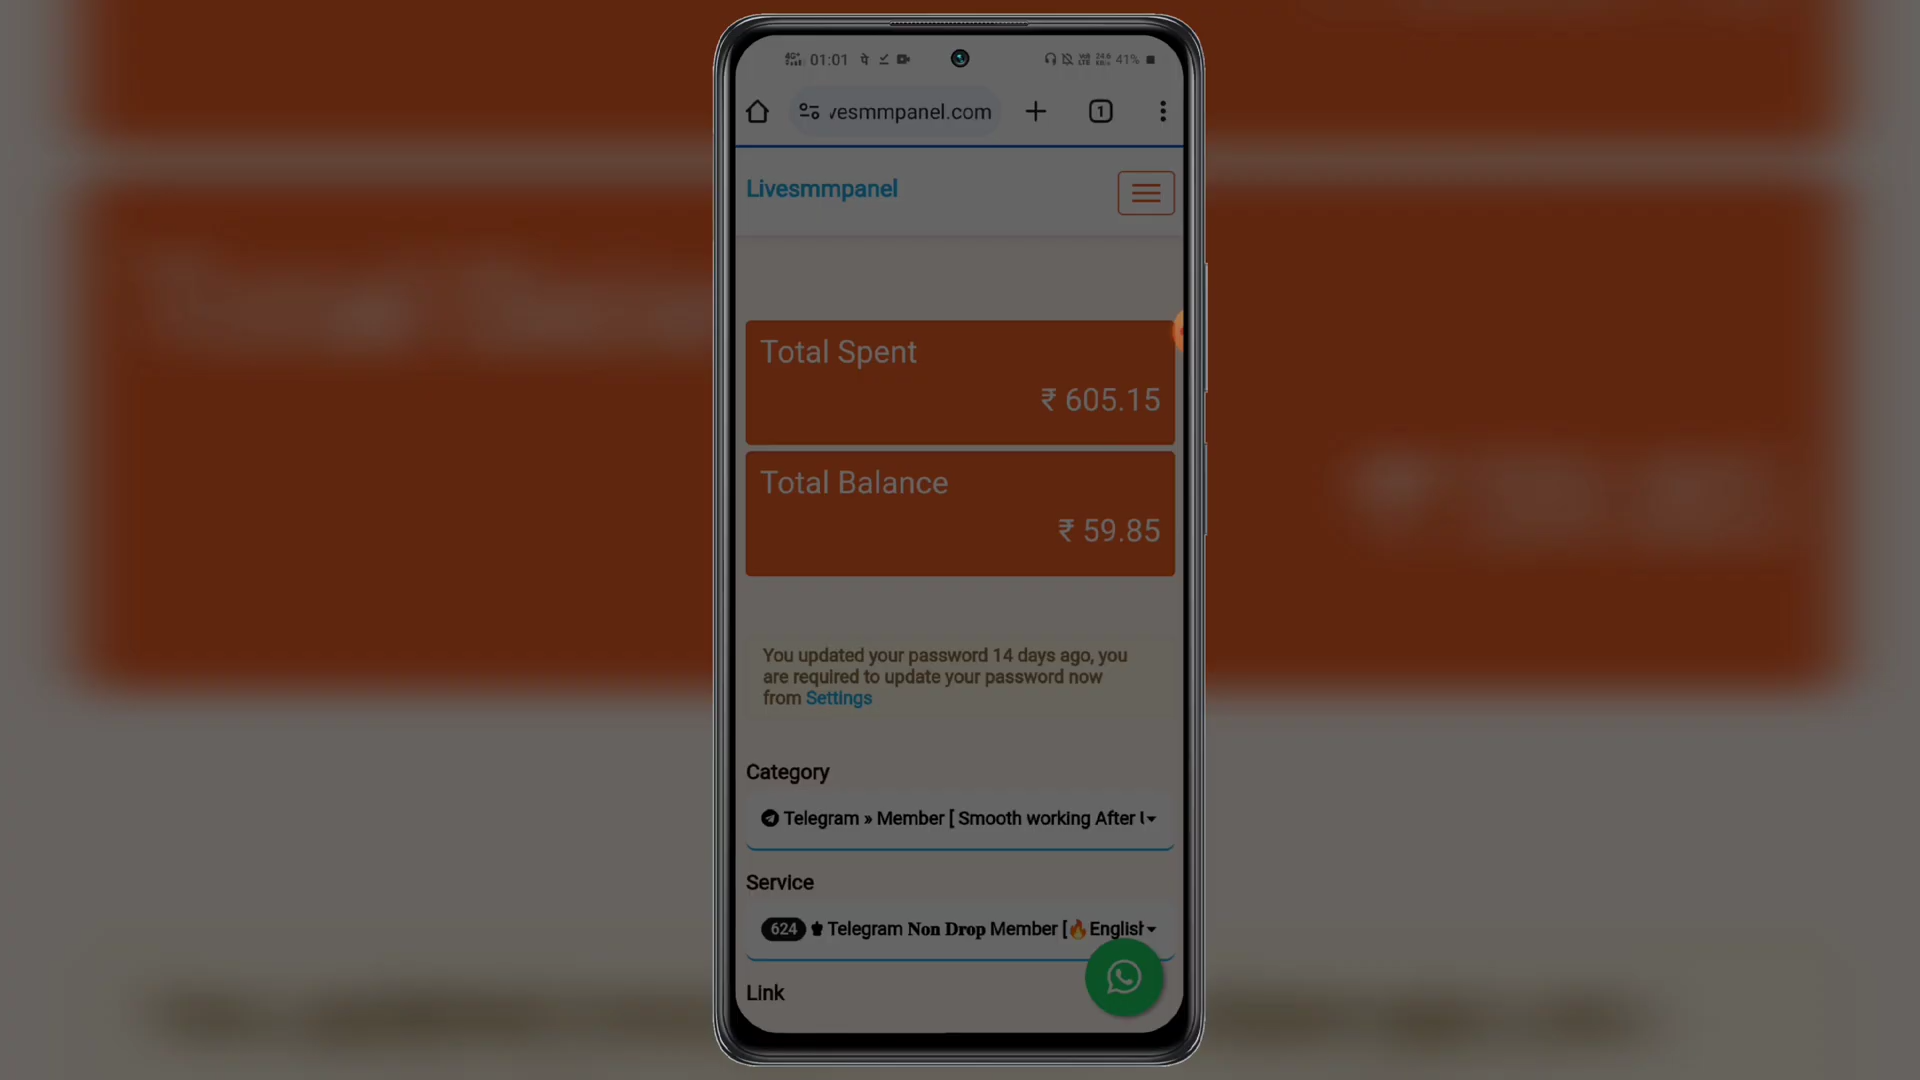 01:01 41%
vesmmpanel.com 1
Livesmmpanel
Total Spent
₹ 605.15
Total Balance
₹ 59.85
You updated your password 14 days ago, you
are required to update your password now
from Settings
Category
Telegram » Member [ Smooth working After
Service
624 Telegram Non Drop Member [🔥English
Link